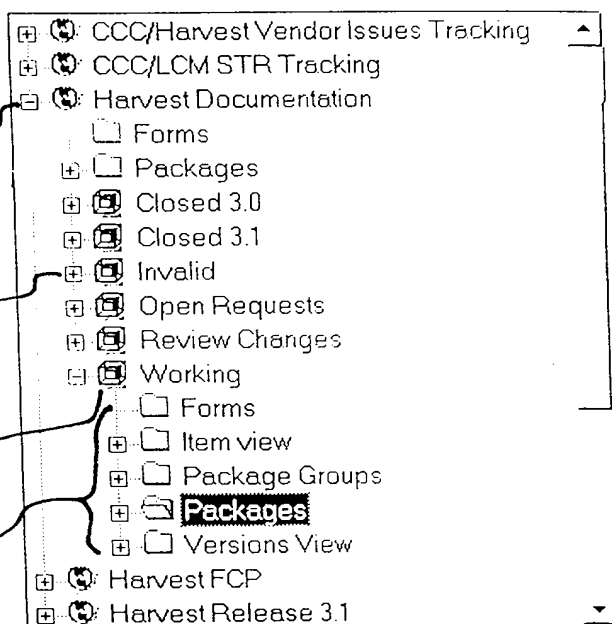 CCC/Harvest Vendor Issues Tracking
CCC/LCM STR Tracking
Harvest Documentation
Forms
Packages
Closed 3.0
Closed 3.1
Invalid
Open Requests
Review Changes
Working
Forms
Item view
Package Groups
Packages
Versions View
Harvest FCP
Harvest Release 3.1